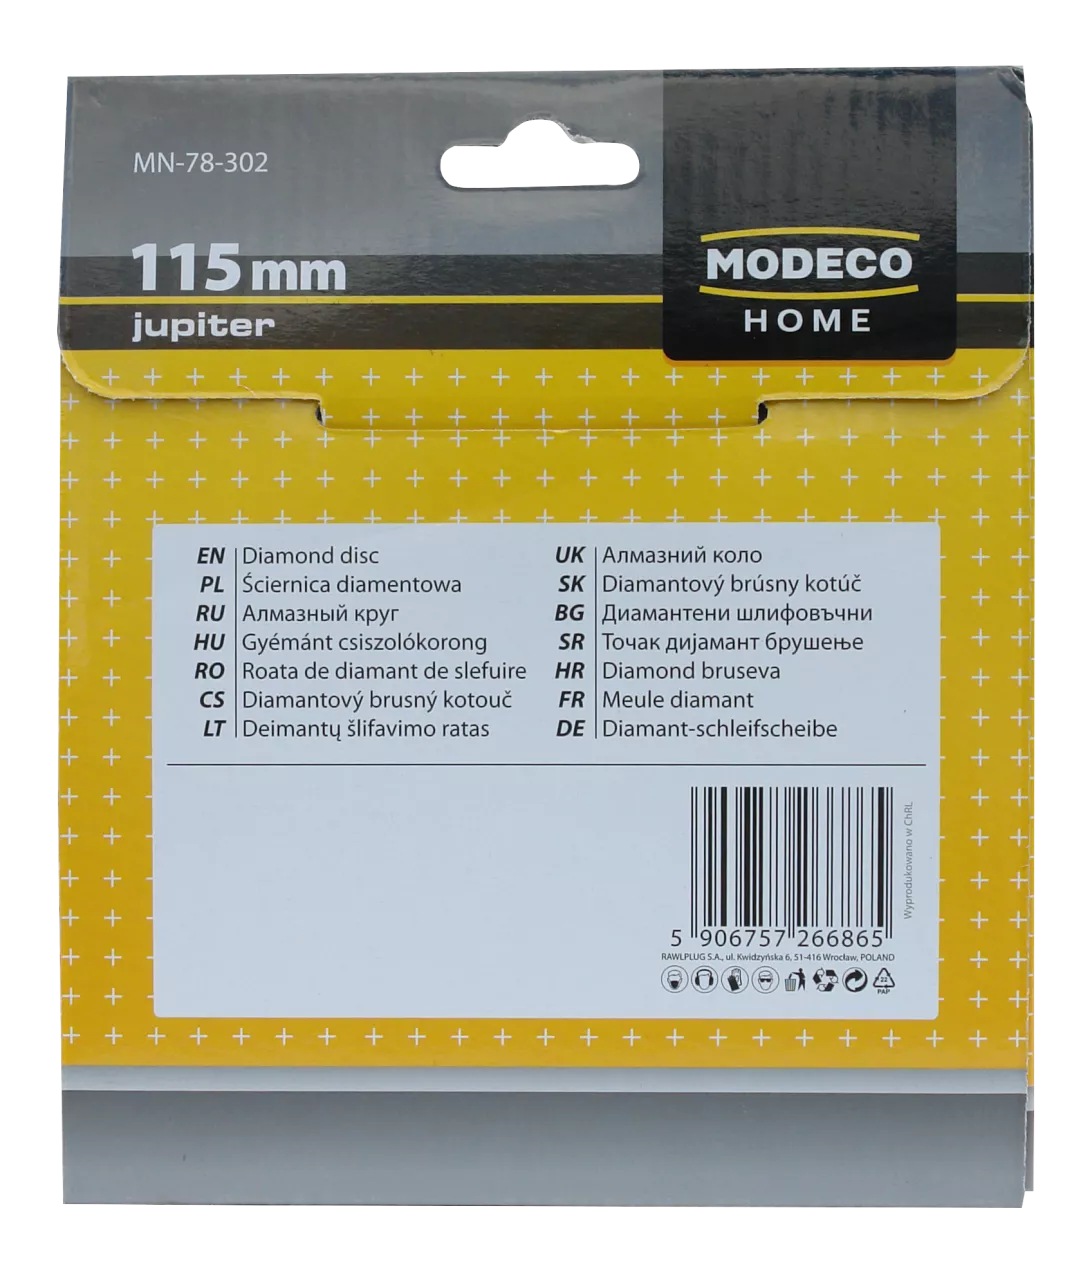 MN-78-302
115 mm
jupiter
MODECO
HOME
EN Diamond disc
PL Ściernica diamentowa
RU Алмазный круг
HU Gyémánt csiszolókorong
RO Roata de diamant de slefuire
CS Diamantový brusný kotouč
LT Deimantų šlifavimo ratas
UK Алмазний коло
SK Diamantový brúsny kotúč
BG Диамантени шлифовъчни
SR Точак дијамант брушење
HR Diamond bruseva
FR Meule diamant
DE Diamant-schleifscheibe
Wyprodukowano w ChRL
5 906757 266865
RAWLPLUG S.A., ul. Kwidzyńska 6, 51-416 Wrocław, POLAND
22
PAP